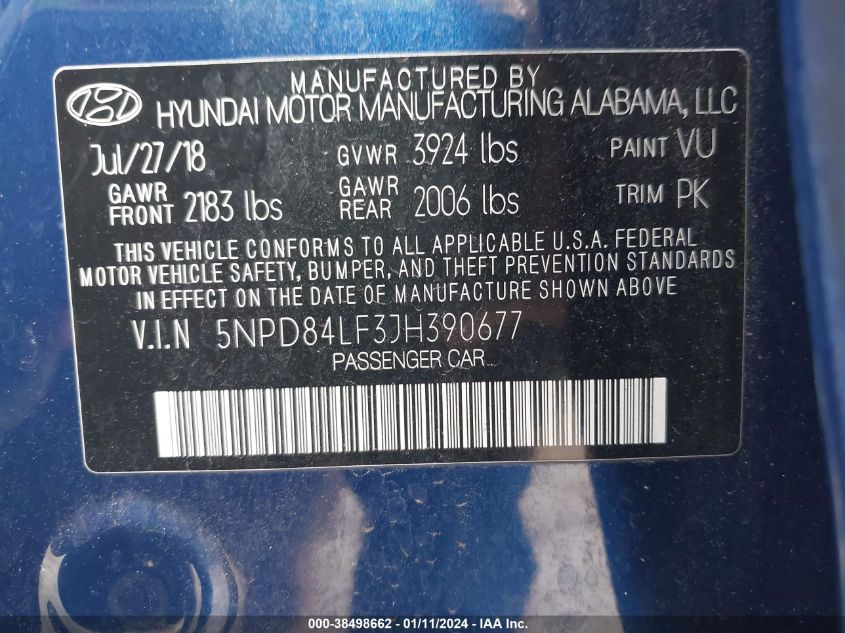 MANUFACTURED BY
HYUNDAI MOTOR MANUFACTURING ALABAMA, LLC
Jul/27/18 GVWR 3924 lbs PAINT VU
GAWR FRONT 2183 lbs GAWR REAR 2006 lbs TRIM PK
THIS VEHICLE CONFORMS TO ALL APPLICABLE U.S.A. FEDERAL
MOTOR VEHICLE SAFETY, BUMPER, AND THEFT PREVENTION STANDARDS
IN EFFECT ON THE DATE OF MANUFACTURE SHOWN ABOVE
V.I.N 5NPD84LF3JH390677
PASSENGER CAR
000-38498662 - 01/11/2024 - IAA Inc.